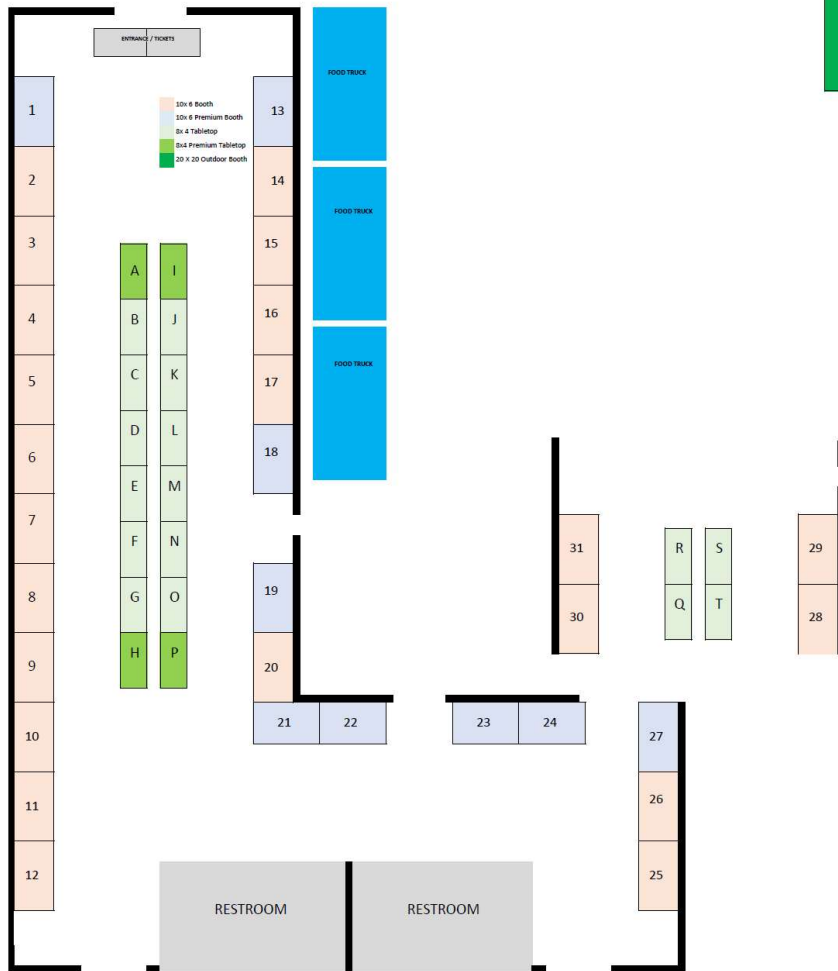 ENTRANCE / TICKETS
FOOD TRUCK
10x 6 Booth
10x 6 Premium Booth
8x 4 Tabletop
8x4 Premium Tabletop
20 X 20 Outdoor Booth
1
13
2
14
FOOD TRUCK
3
15
A
I
4
B
J
16
FOOD TRUCK
5
C
K
17
D
L
6
18
E
M
7
F
N
31
R
S
29
8
G
O
19
30
Q
T
28
9
H
P
20
10
21
22
23
24
27
11
26
12
25
RESTROOM
RESTROOM